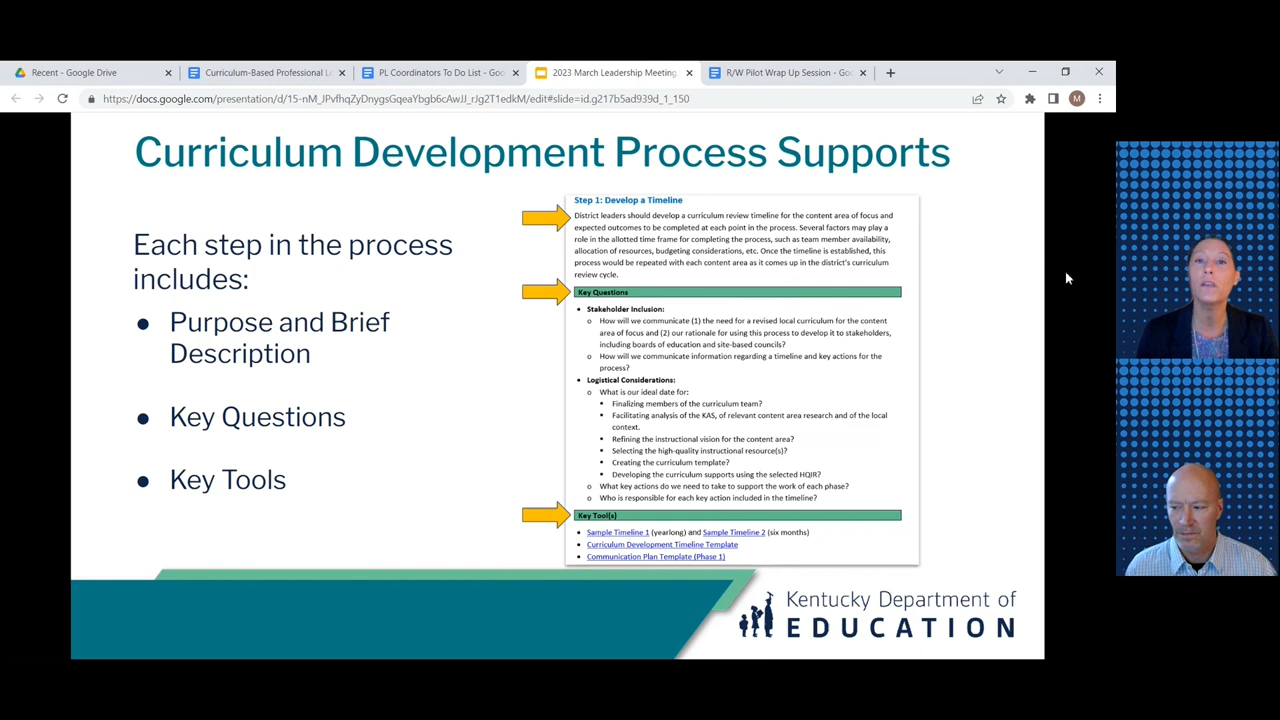 Recent - Google Drive
Curriculum-Based Professional Le
PL Coordinators To Do List - Goo
2023 March Leadership Meeting
R/W Pilot Wrap Up Session - Go
https://docs.google.com/presentation/d/15-nM_JPvfhqZyDnygsGqeaYbgb6cAwJJ_rJg2T1edkM/edit#slide=id.g217b5ad939d_1_150
M
Curriculum Development Process Supports
Each step in the process
includes:
● Purpose and Brief
Description
● Key Questions
● Key Tools
Step 1: Develop a Timeline
District leaders should develop a curriculum review timeline for the content area of focus and
expected outcomes to be completed at each point in the process. Several factors may play a
role in the allotted time frame for completing the process, such as team member availability,
allocation of resources, budgeting considerations, etc. Once the timeline is established, this
process would be repeated with each content area as it comes up in the district's curriculum
review cycle.
Key Questions
• Stakeholder Inclusion:
o How will we communicate (1) the need for a revised local curriculum for the content
area of focus and (2) our rationale for using this process to develop it to stakeholders,
including boards of education and site-based councils?
o How will we communicate information regarding a timeline and key actions for the
process?
• Logistical Considerations:
o What is our ideal date for:
▪ Finalizing members of the curriculum team?
▪ Facilitating analysis of the KAS, of relevant content area research and of the local
context.
▪ Refining the instructional vision for the content area?
▪ Selecting the high-quality instructional resource(s)?
▪ Creating the curriculum template?
▪ Developing the curriculum supports using the selected HQIR?
o What key actions do we need to take to support the work of each phase?
o Who is responsible for each key action included in the timeline?
Key Tool(s)
• Sample Timeline 1 (yearlong) and Sample Timeline 2 (six months)
• Curriculum Development Timeline Template
• Communication Plan Template (Phase 1)
Kentucky Department of
EDUCATION